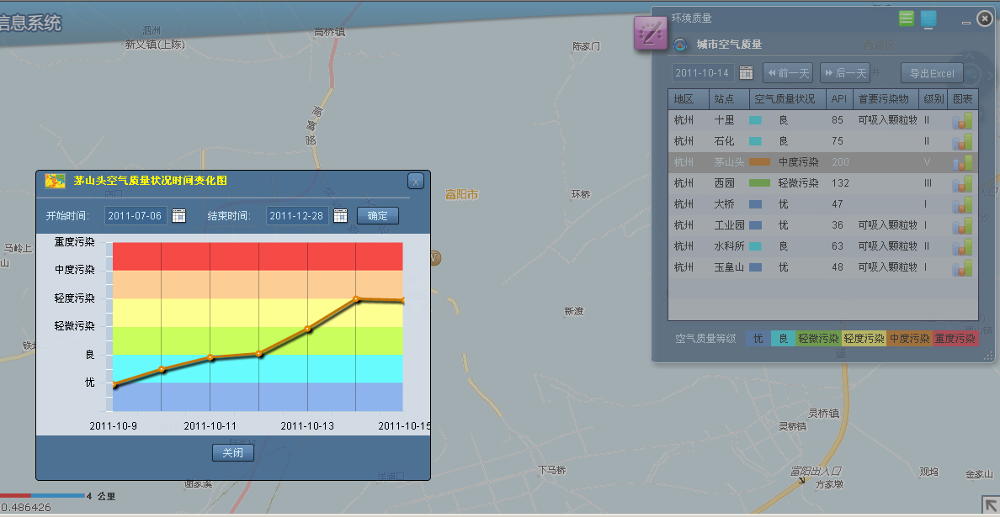 信息系统
泗洲
新义镇(上陈)
高桥镇
陈家门
高
窝
路
富阳市
环桥
新渡
马岭上
山
灵桥镇
灵桥镇
下马桥
富阳出入口
方家墩
观坞
金家山
谢家溪
4 公里
0.486426
环境质量
城市空气质量
2011-10-14
前一天
后一天
导出Excel
地区 站点 空气质量状况 API 首要污染物 级别 图表
杭州 十里 良 85 可吸入颗粒物 II
杭州 石化 良 75 II
杭州 茅山头 中度污染 200 V
杭州 西园 轻微污染 132 III
杭州 大桥 优 47 I
杭州 工业园 优 36 可吸入颗粒物 I
杭州 水科所 良 63 可吸入颗粒物 II
杭州 玉皇山 优 48 可吸入颗粒物 I
空气质量等级 优 良 轻微污染 轻度污染 中度污染 重度污染
茅山头空气质量状况时间变化图
开始时间: 2011-07-06 结束时间: 2011-12-28 确定
重度污染
中度污染
轻度污染
轻微污染
良
优
2011-10-9 2011-10-11 2011-10-13 2011-10-15
关闭